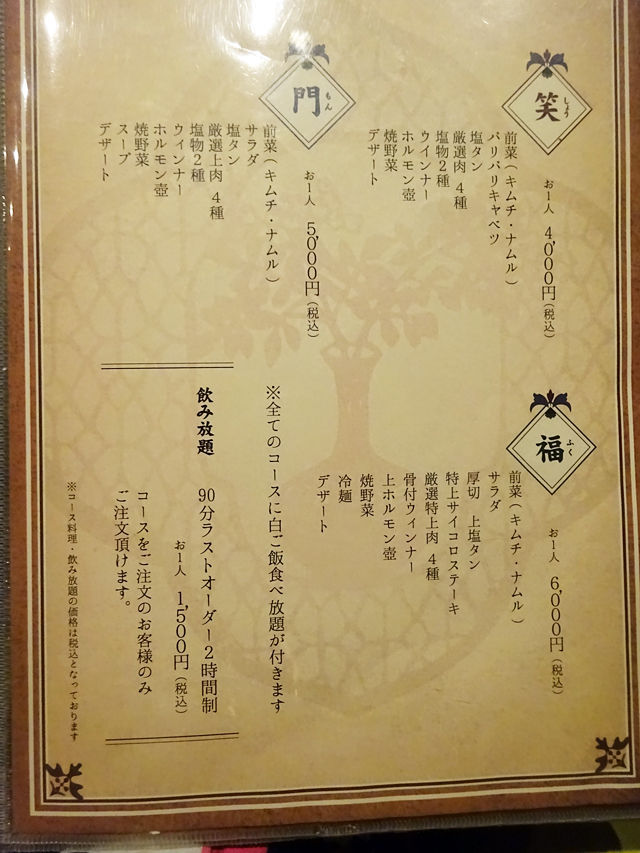 笑
しょう
お1人 4,000円(税込)
前菜(キムチ・ナムル)
パリパリキャベツ
塩タン
厳選肉 4種
塩物2種
ウインナー
ホルモン壺
焼野菜
デザート
門
もん
お1人 5,000円(税込)
前菜(キムチ・ナムル)
サラダ
塩タン
厳選上肉 4種
塩物2種
ウインナー
ホルモン壺
焼野菜
スープ
デザート
福
ふく
お1人 6,000円(税込)
前菜(キムチ・ナムル)
サラダ
厚切 上塩タン
特上サイコロステーキ
厳選特上肉 4種
骨付ウィンナー
上ホルモン壺
焼野菜
冷麺
デザート
※全てのコースに白ご飯食べ放題が付きます
飲み放題 90分ラストオーダー2時間制
お1人 1,500円(税込)
コースをご注文のお客様のみ
ご注文頂けます。
※コース料理・飲み放題の価格は税込となっております